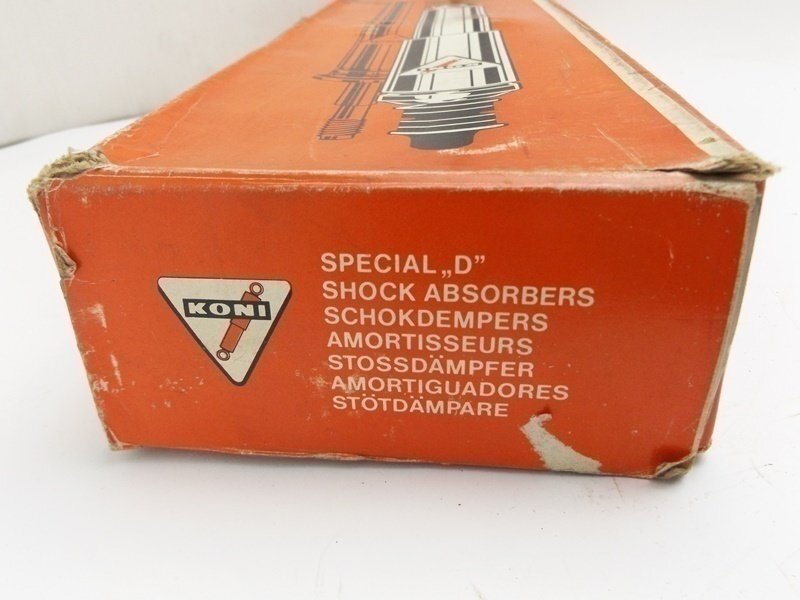 KONI
SPECIAL „D”
SHOCK ABSORBERS
SCHOKDEMPERS
AMORTISSEURS
STOSSDÄMPFER
AMORTIGUADORES
STÖTDÄMPARE